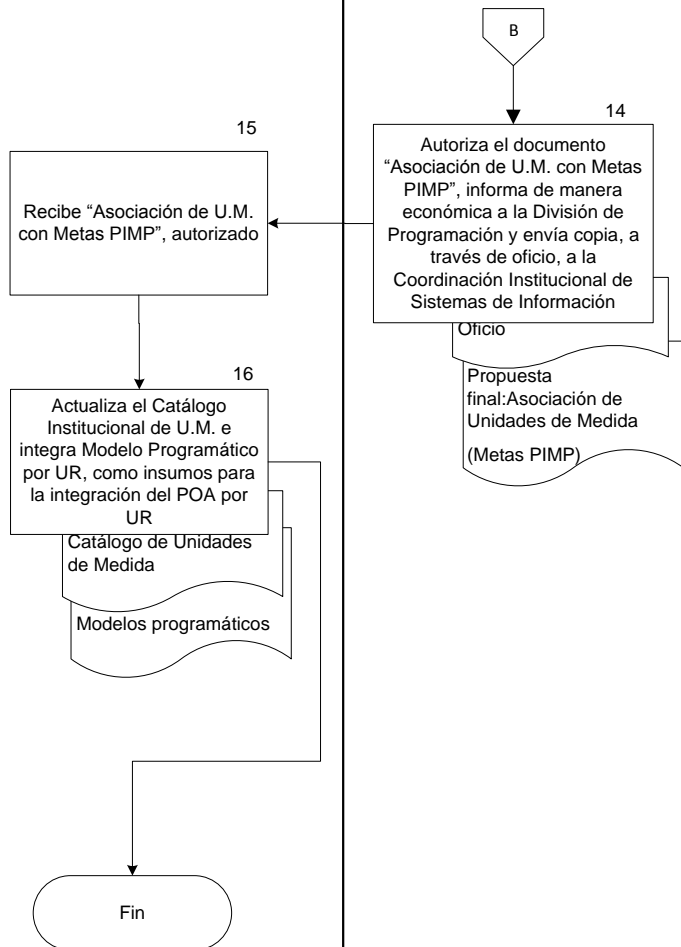 B
14
Autoriza el documento
“Asociación de U.M. con Metas
PIMP”, informa de manera
económica a la División de
Programación y envía copia, a
través de oficio, a la
Coordinación Institucional de
Sistemas de Información
Oficio
Propuesta
final:Asociación de
Unidades de Medida
(Metas PIMP)
15
Recibe “Asociación de U.M.
con Metas PIMP”, autorizado
16
Actualiza el Catálogo
Institucional de U.M. e
integra Modelo Programático
por UR, como insumos para
la integración del POA por
UR
Catálogo de Unidades
de Medida
Modelos programáticos
Fin